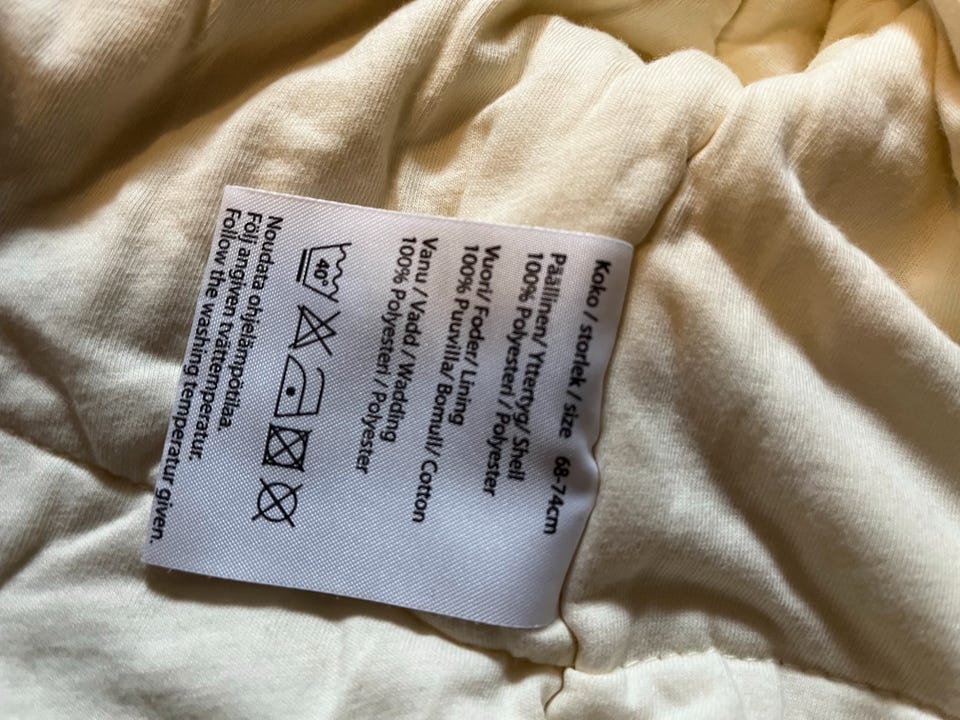 Koko / storlek / size 68-74cm
Päällinen/ Yttertyg/ Shell
100% Polyesteri / Polyester
Vuori/ Foder/ Lining
100% Puuvilla/ Bomull/ Cotton
Vanu / Vadd / Wadding
100% Polyesteri / Polyester
40°
Noudata ohjelämpötilaa.
Följ angiven tvättemperatur.
Follow the washing temperatur given.